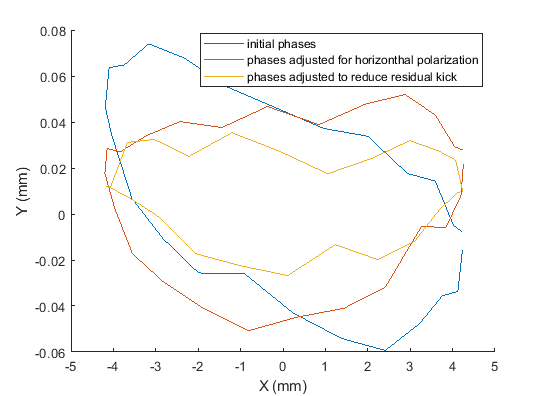 0.08
0.06
0.04
0.02
0
-0.02
-0.04
-0.06
Y (mm)
initial phases
phases adjusted for horizonthal polarization
phases adjusted to reduce residual kick
-5 -4 -3 -2 -1 0 1 2 3 4 5
X (mm)